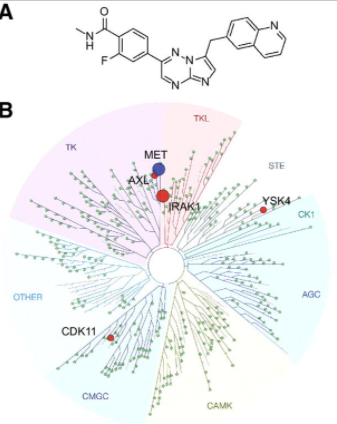 A
O
N
H
F
N
N
N
N
N
B
TKL
TK
MET
STE
AXL
IRAK1
YSK4
CK1
OTHER
AGC
CDK11
CMGC
CAMK